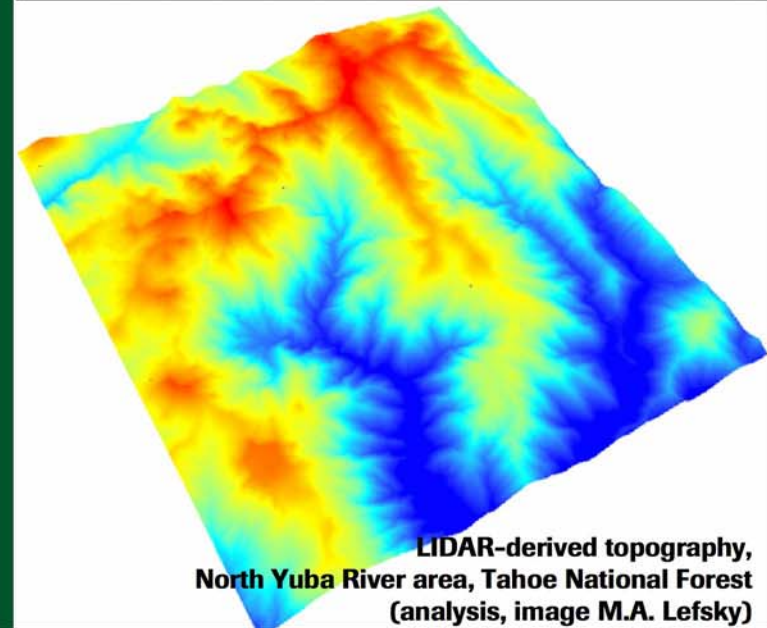 LIDAR-derived topography,
North Yuba River area, Tahoe National Forest
(analysis, image M.A. Lefsky)